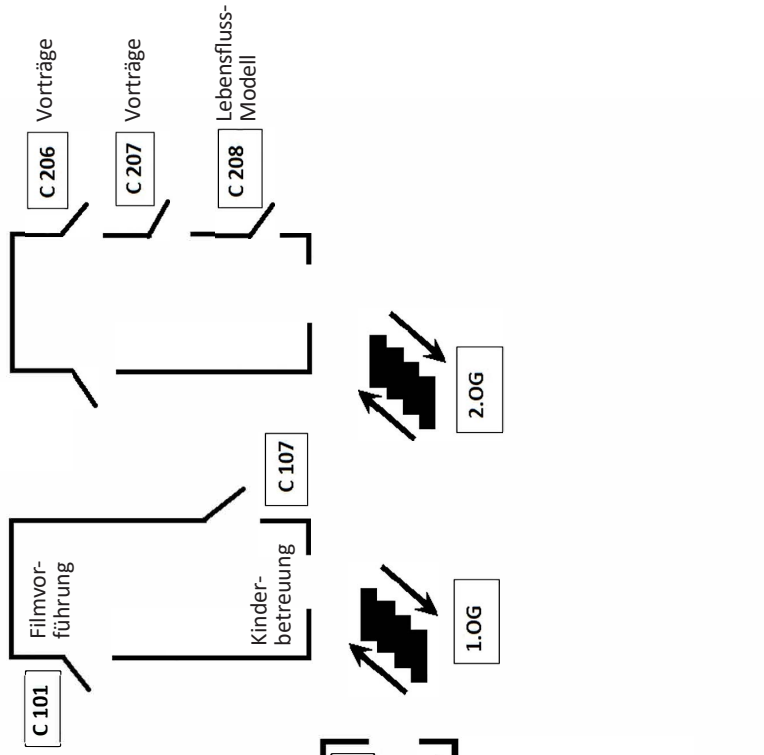 C 206
Vorträge
C 207
Vorträge
C 208
Lebensfluss-
Modell
2.OG
C 101
Filmvor-
führung
Kinder-
betreuung
C 107
1.OG